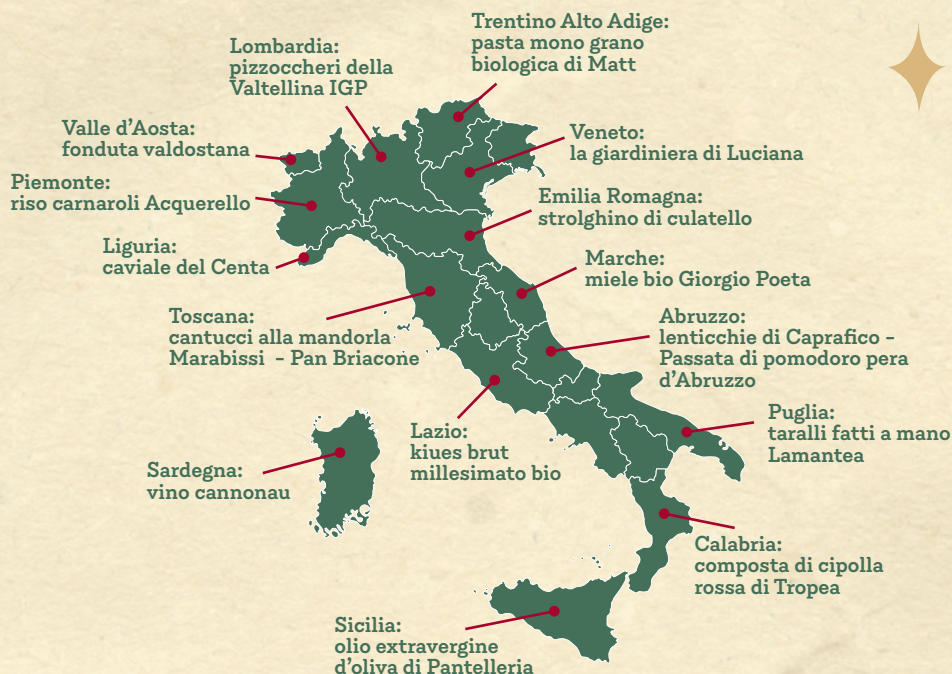 Trentino Alto Adige:
pasta mono grano
biologica di Matt
Lombardia:
pizzoccheri della
Valtellina IGP
Valle d'Aosta:
fonduta valdostana
Veneto:
la giardiniera di Luciana
Piemonte:
riso carnaroli Acquerello
Emilia Romagna:
strolghino di culatello
Liguria:
caviale del Centa
Marche:
miele bio Giorgio Poeta
Toscana:
cantucci alla mandorla
Marabissi - Pan Briacone
Abruzzo:
lenticchie di Caprafico -
Passata di pomodoro pera
d'Abruzzo
Puglia:
taralli fatti a mano
Lamantea
Lazio:
kiues brut
millesimato bio
Sardegna:
vino cannonau
Calabria:
composta di cipolla
rossa di Tropea
Sicilia:
olio extravergine
d'oliva di Pantelleria